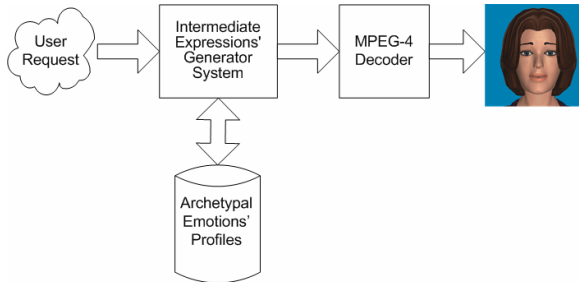 User
Request
Intermediate
Expressions'
Generator
System
MPEG-4
Decoder
Archetypal
Emotions'
Profiles